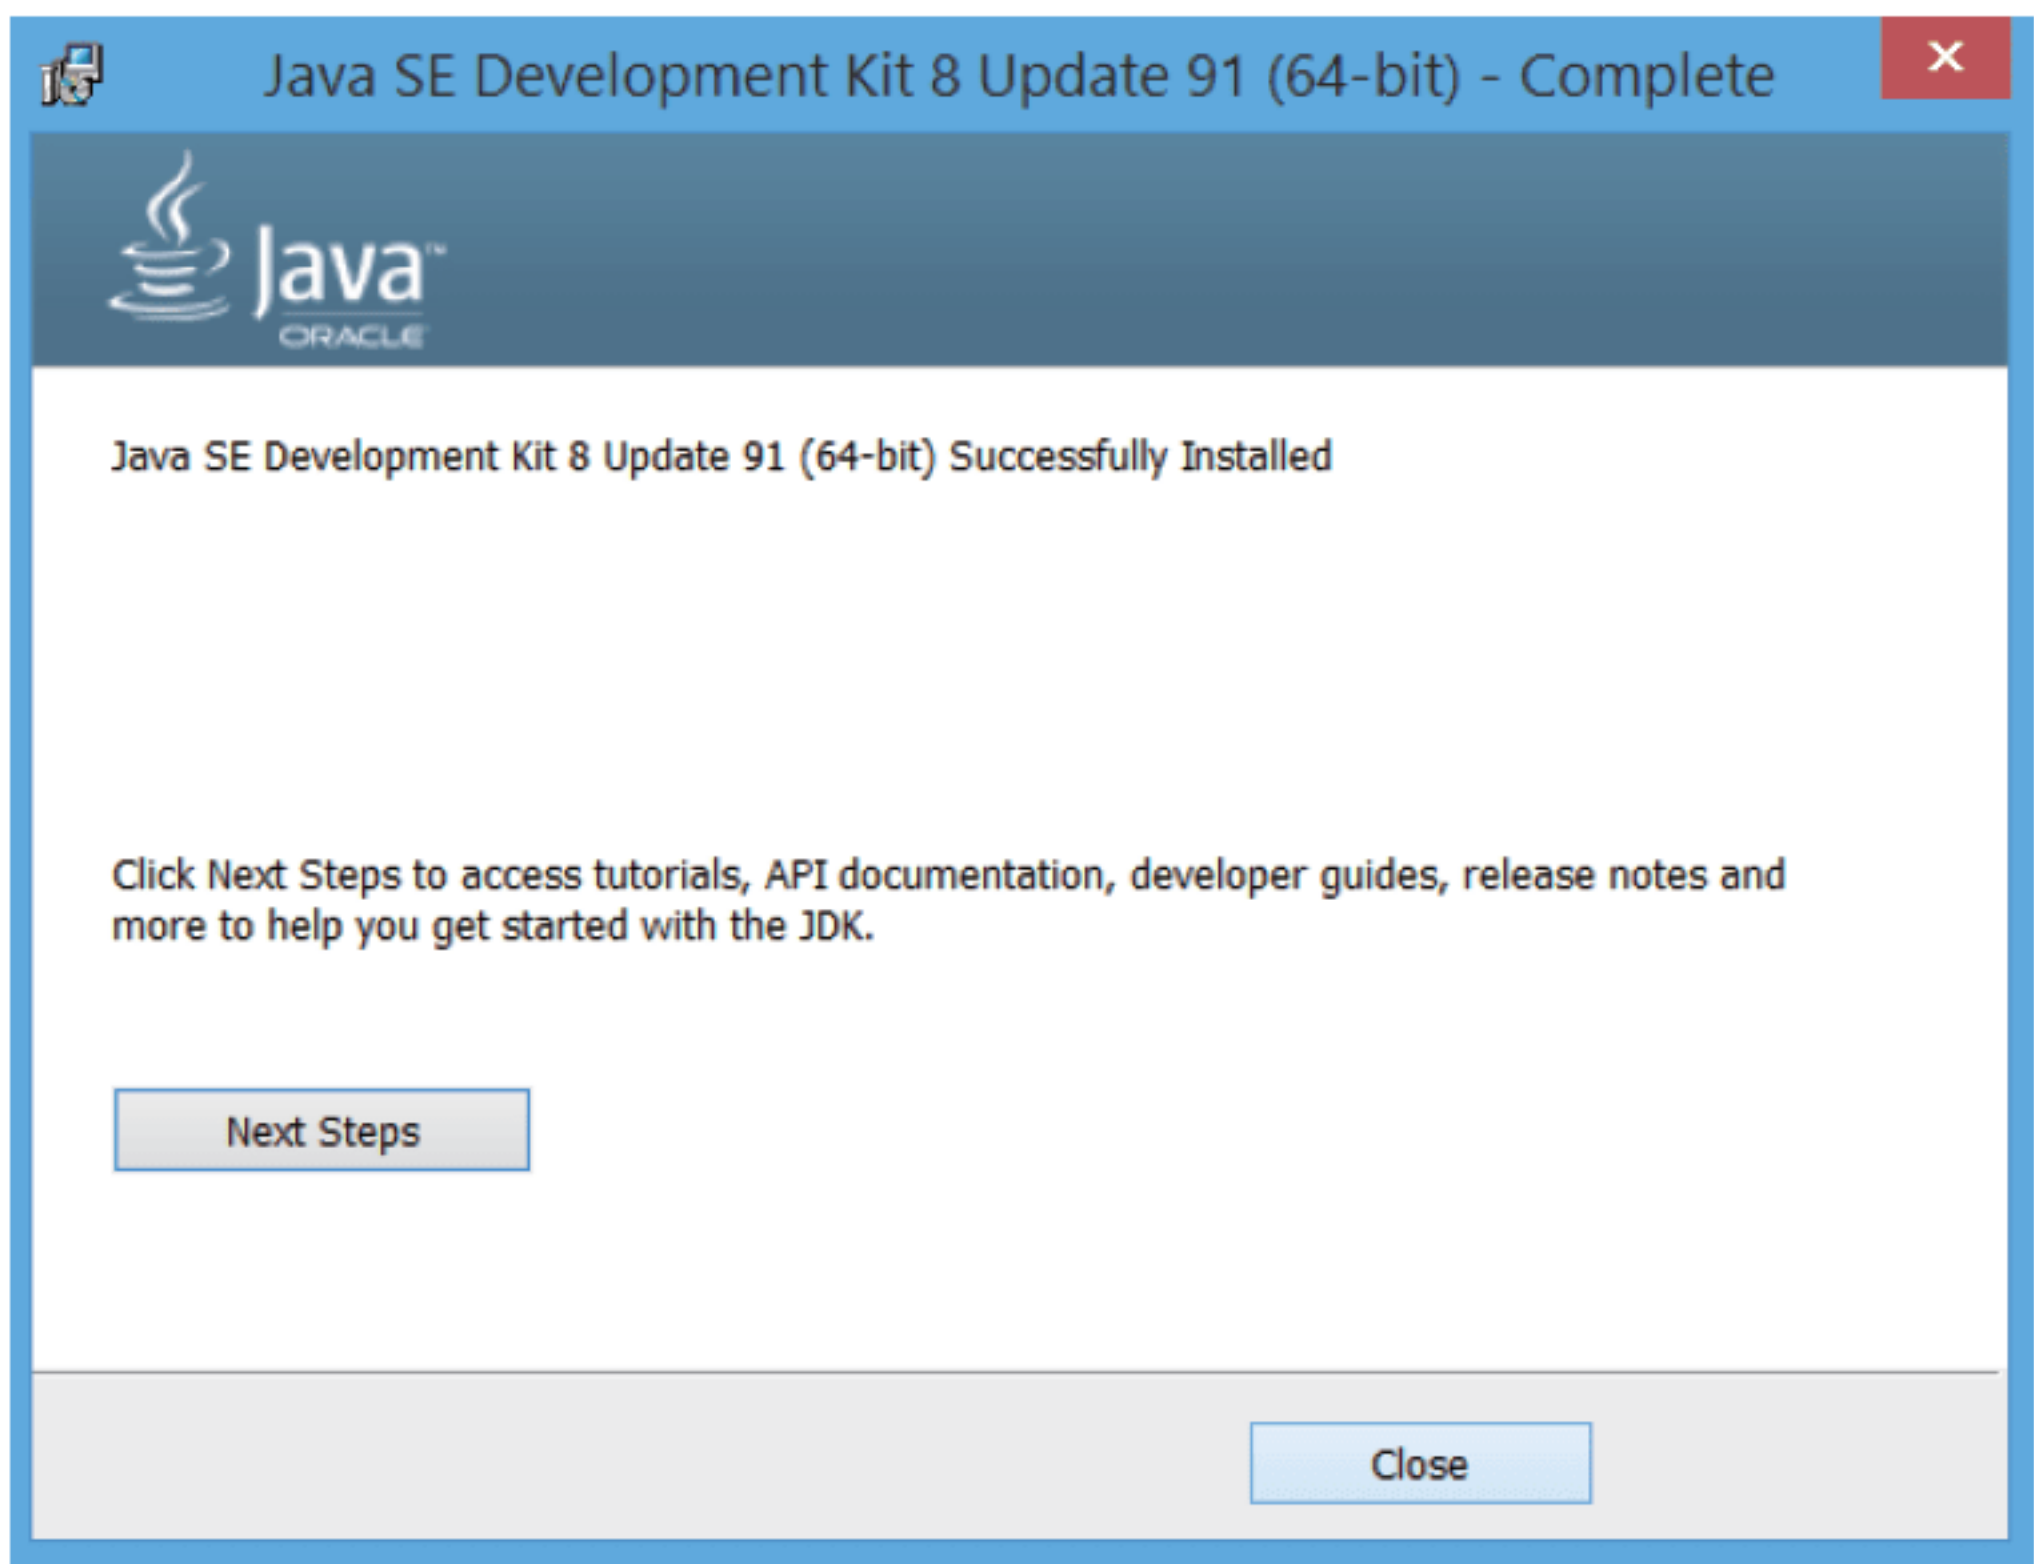 Java SE Development Kit 8 Update 91 (64-bit) - Complete
Java™
ORACLE
Java SE Development Kit 8 Update 91 (64-bit) Successfully Installed
Click Next Steps to access tutorials, API documentation, developer guides, release notes and
more to help you get started with the JDK.
Next Steps
Close